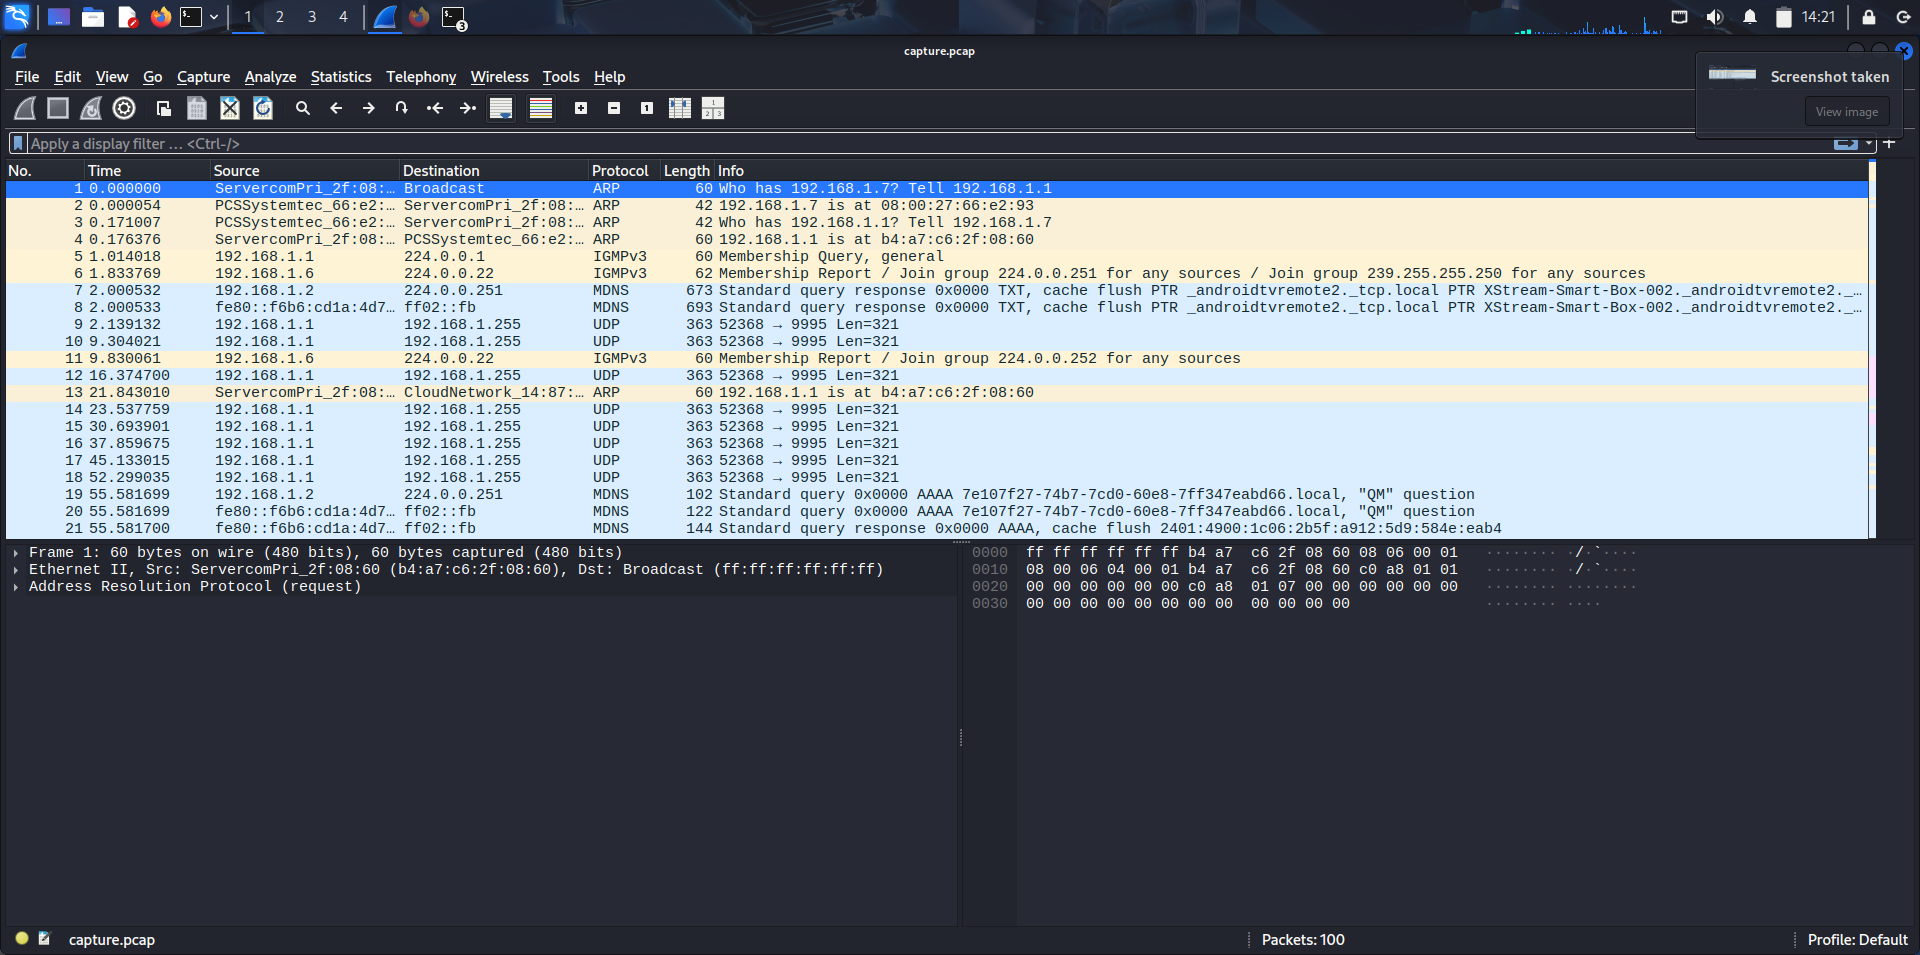 1 2 3 4 3 14:21
capture.pcap
File Edit View Go Capture Analyze Statistics Telephony Wireless Tools Help
Screenshot taken
View image
Apply a display filter … <Ctrl-/>
No. Time Source Destination Protocol Length Info
1 0.000000 ServercomPri_2f:08:… Broadcast ARP 60 Who has 192.168.1.7? Tell 192.168.1.1
2 0.000054 PCSSystemtec_66:e2:… ServercomPri_2f:08:… ARP 42 192.168.1.7 is at 08:00:27:66:e2:93
3 0.171007 PCSSystemtec_66:e2:… ServercomPri_2f:08:… ARP 42 Who has 192.168.1.1? Tell 192.168.1.7
4 0.176376 ServercomPri_2f:08:… PCSSystemtec_66:e2:… ARP 60 192.168.1.1 is at b4:a7:c6:2f:08:60
5 1.014018 192.168.1.1 224.0.0.1 IGMPv3 60 Membership Query, general
6 1.833769 192.168.1.6 224.0.0.22 IGMPv3 62 Membership Report / Join group 224.0.0.251 for any sources / Join group 239.255.255.250 for any sources
7 2.000532 192.168.1.2 224.0.0.251 MDNS 673 Standard query response 0x0000 TXT, cache flush PTR _androidtvremote2._tcp.local PTR XStream-Smart-Box-002._androidtvremote2._…
8 2.000533 fe80::f6b6:cd1a:4d7… ff02::fb MDNS 693 Standard query response 0x0000 TXT, cache flush PTR _androidtvremote2._tcp.local PTR XStream-Smart-Box-002._androidtvremote2._…
9 2.139132 192.168.1.1 192.168.1.255 UDP 363 52368 → 9995 Len=321
10 9.304021 192.168.1.1 192.168.1.255 UDP 363 52368 → 9995 Len=321
11 9.830061 192.168.1.6 224.0.0.22 IGMPv3 60 Membership Report / Join group 224.0.0.252 for any sources
12 16.374700 192.168.1.1 192.168.1.255 UDP 363 52368 → 9995 Len=321
13 21.843010 ServercomPri_2f:08:… CloudNetwork_14:87:… ARP 60 192.168.1.1 is at b4:a7:c6:2f:08:60
14 23.537759 192.168.1.1 192.168.1.255 UDP 363 52368 → 9995 Len=321
15 30.693901 192.168.1.1 192.168.1.255 UDP 363 52368 → 9995 Len=321
16 37.859675 192.168.1.1 192.168.1.255 UDP 363 52368 → 9995 Len=321
17 45.133015 192.168.1.1 192.168.1.255 UDP 363 52368 → 9995 Len=321
18 52.299035 192.168.1.1 192.168.1.255 UDP 363 52368 → 9995 Len=321
19 55.581699 192.168.1.2 224.0.0.251 MDNS 102 Standard query 0x0000 AAAA 7e107f27-74b7-7cd0-60e8-7ff347eabd66.local, "QM" question
20 55.581699 fe80::f6b6:cd1a:4d7… ff02::fb MDNS 122 Standard query 0x0000 AAAA 7e107f27-74b7-7cd0-60e8-7ff347eabd66.local, "QM" question
21 55.581700 fe80::f6b6:cd1a:4d7… ff02::fb MDNS 144 Standard query response 0x0000 AAAA, cache flush 2401:4900:1c06:2b5f:a912:5d9:584e:eab4
Frame 1: 60 bytes on wire (480 bits), 60 bytes captured (480 bits)
Ethernet II, Src: ServercomPri_2f:08:60 (b4:a7:c6:2f:08:60), Dst: Broadcast (ff:ff:ff:ff:ff:ff)
Address Resolution Protocol (request)
0000 ff ff ff ff ff ff b4 a7 c6 2f 08 60 08 06 00 01 ········ ·/·`····
0010 08 00 06 04 00 01 b4 a7 c6 2f 08 60 c0 a8 01 01 ········ ·/·`····
0020 00 00 00 00 00 00 c0 a8 01 07 00 00 00 00 00 00 ········ ········
0030 00 00 00 00 00 00 00 00 00 00 00 00 ········ ····
capture.pcap Packets: 100 Profile: Default